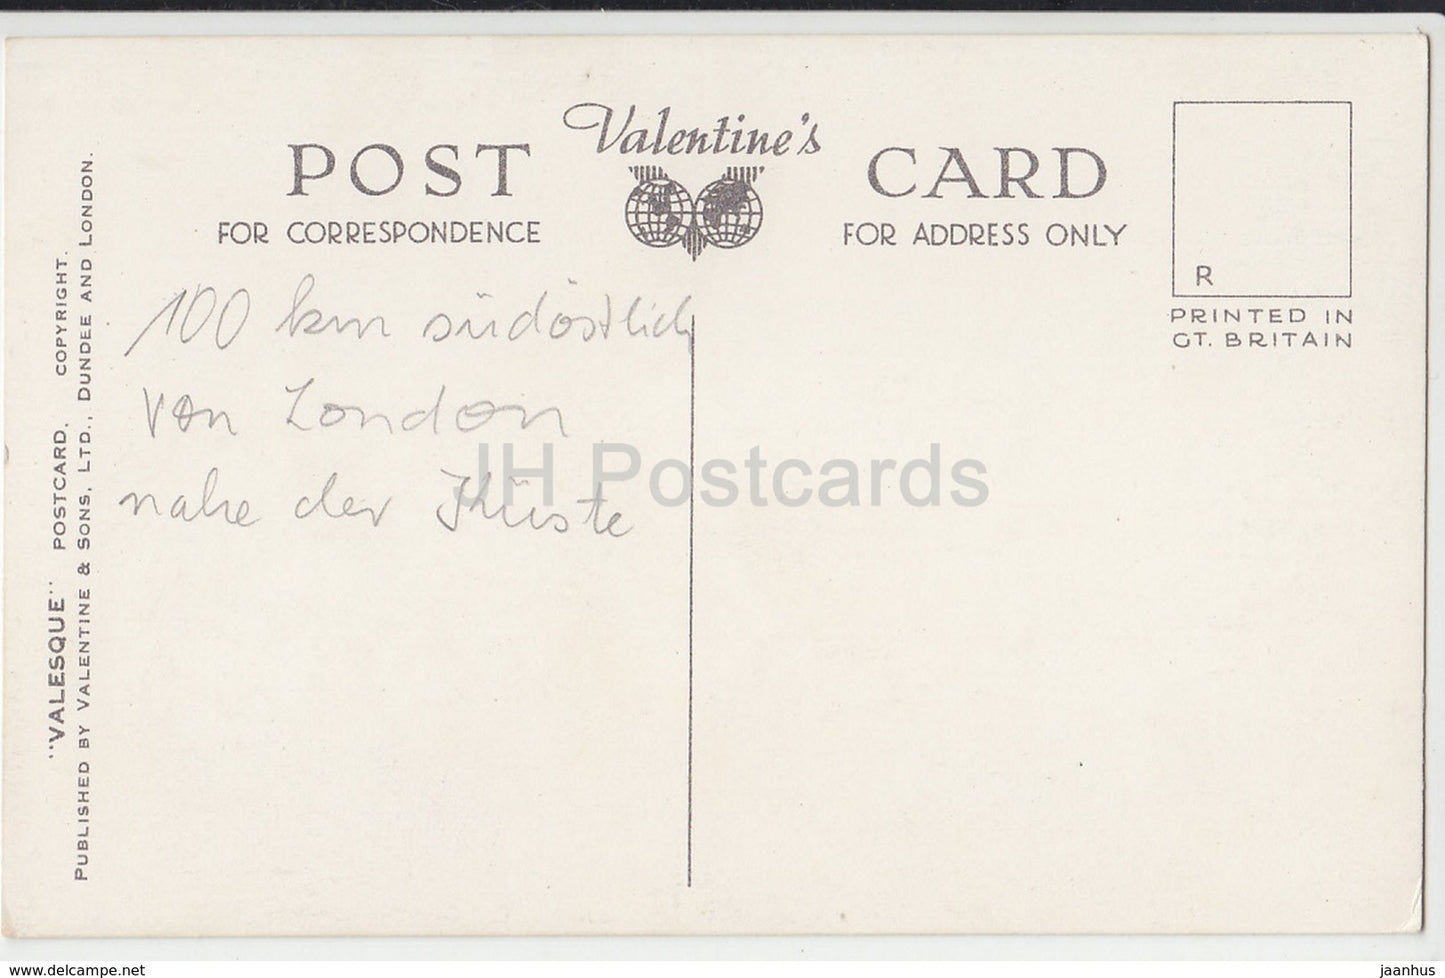 POST Valentine's CARD
FOR CORRESPONDENCE FOR ADDRESS ONLY
R
PRINTED IN
GT. BRITAIN
100 km südöstlich
von London
nahe der Küste
JH Postcards
"VALESQUE" POSTCARD. COPYRIGHT.
PUBLISHED BY VALENTINE & SONS, LTD., DUNDEE AND LONDON.
www.delcampe.net
jaanhus